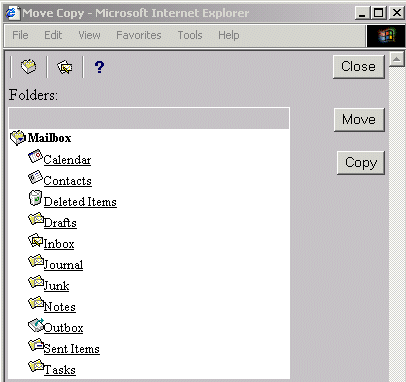 Move Copy - Microsoft Internet Explorer
File Edit View Favorites Tools Help
? Close
Folders:
Move
Mailbox
Copy
Calendar
Contacts
Deleted Items
Drafts
Inbox
Journal
Junk
Notes
Outbox
Sent Items
Tasks